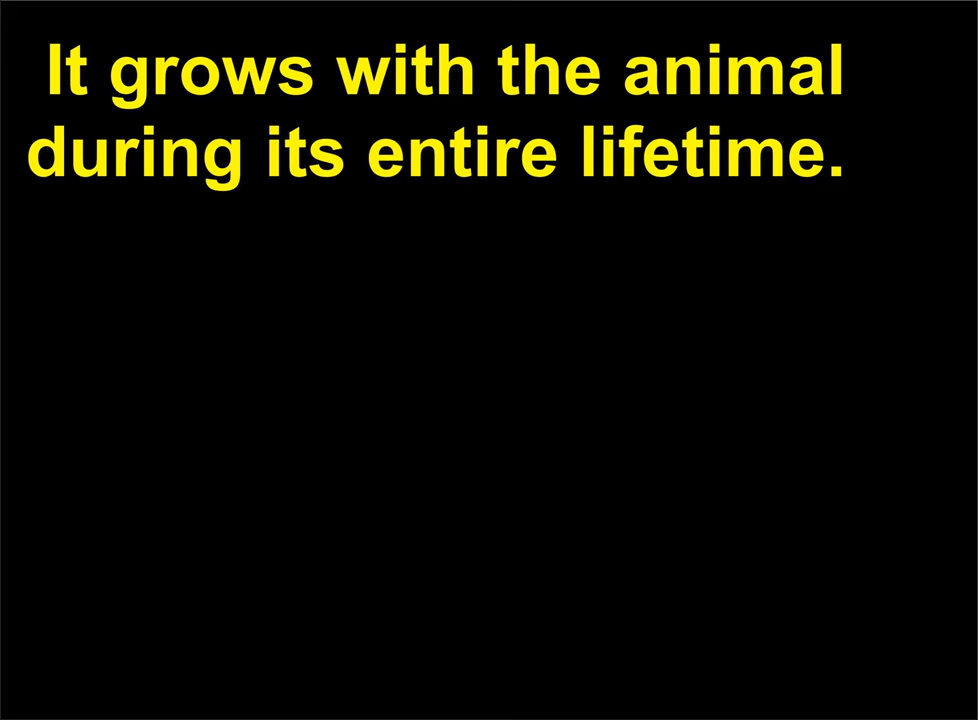 It grows with the animal
during its entire lifetime.